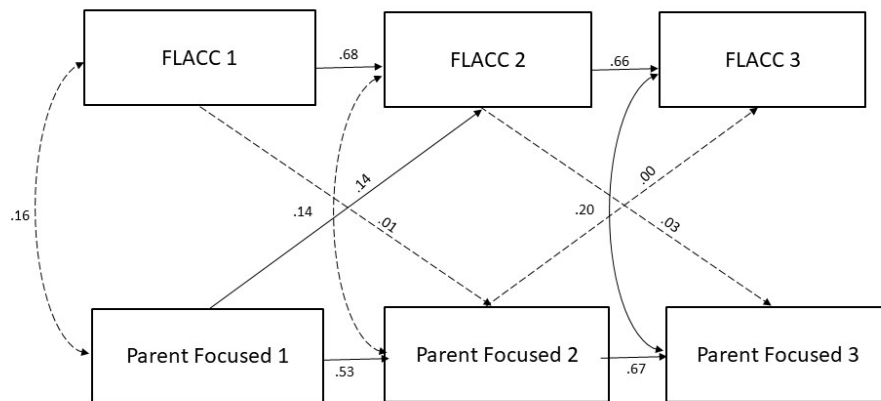 FLACC 1
.68
FLACC 2
.66
FLACC 3
.16
.14
.14
.01
.20
.00
.03
Parent Focused 1
.53
Parent Focused 2
.67
Parent Focused 3